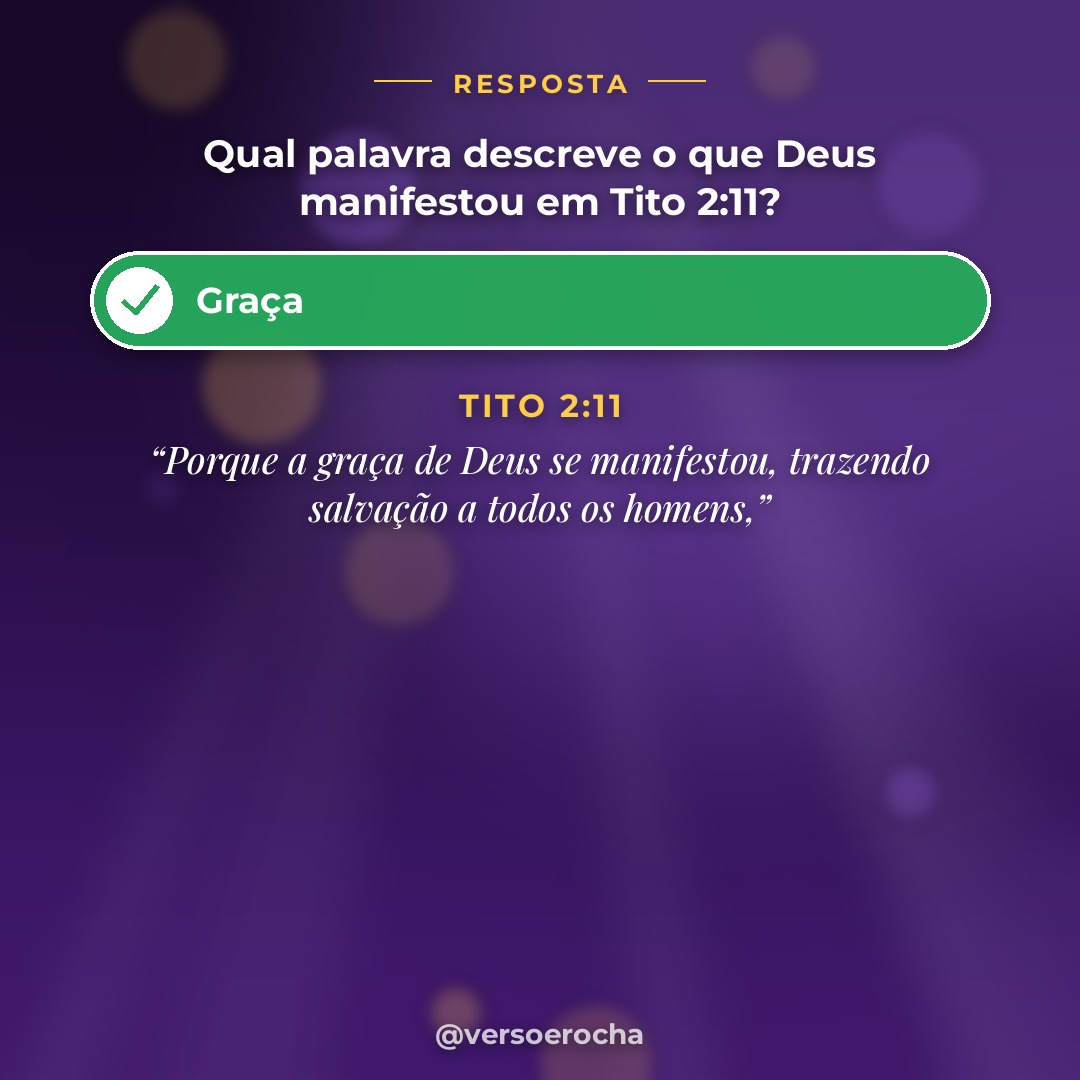 RESPOSTA
Qual palavra descreve o que Deus
manifestou em Tito 2:11?
Graça
TITO 2:11
“Porque a graça de Deus se manifestou, trazendo
salvação a todos os homens,”
@versoerocha